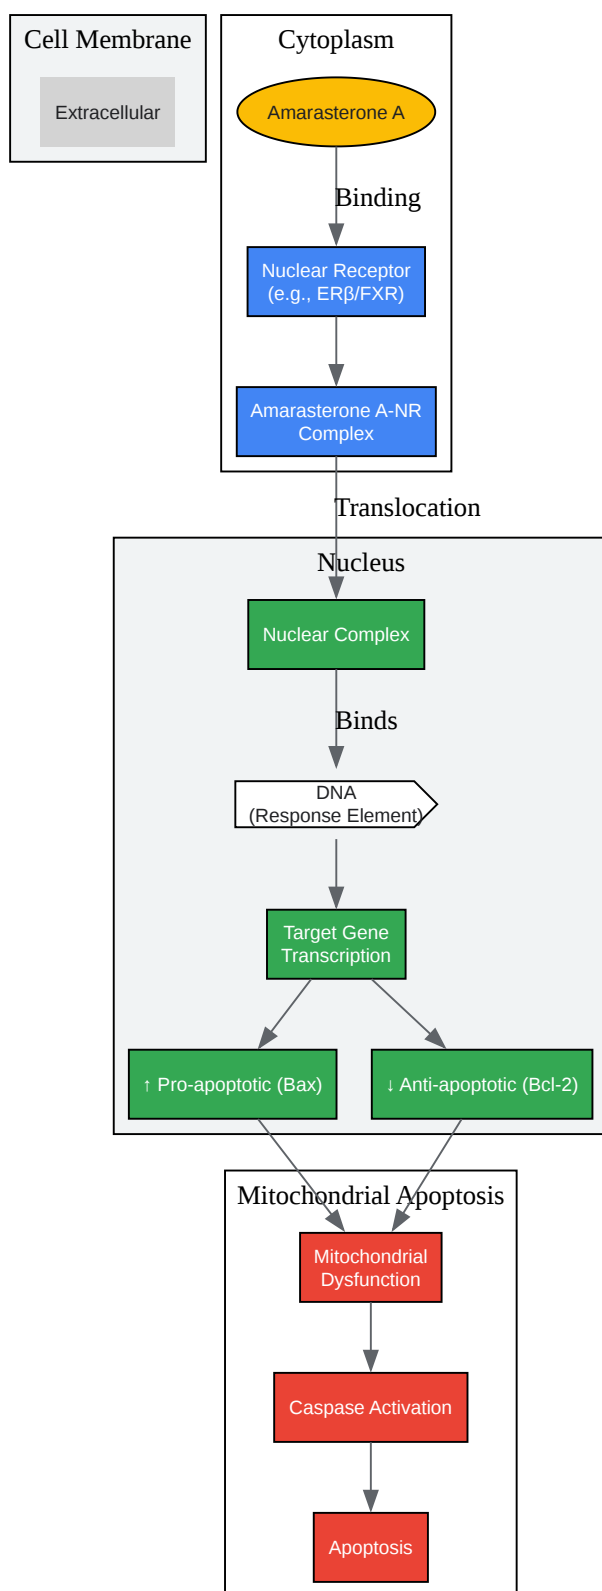 Cell Membrane
Extracellular
Cytoplasm
Amarasterone A
Binding
Nuclear Receptor
(e.g., ERβ/FXR)
Amarasterone A-NR
Complex
Translocation
Nucleus
Nuclear Complex
Binds
DNA
(Response Element)
Target Gene
Transcription
↑ Pro-apoptotic (Bax)
↓ Anti-apoptotic (Bcl-2)
Mitochondrial Apoptosis
Mitochondrial
Dysfunction
Caspase Activation
Apoptosis